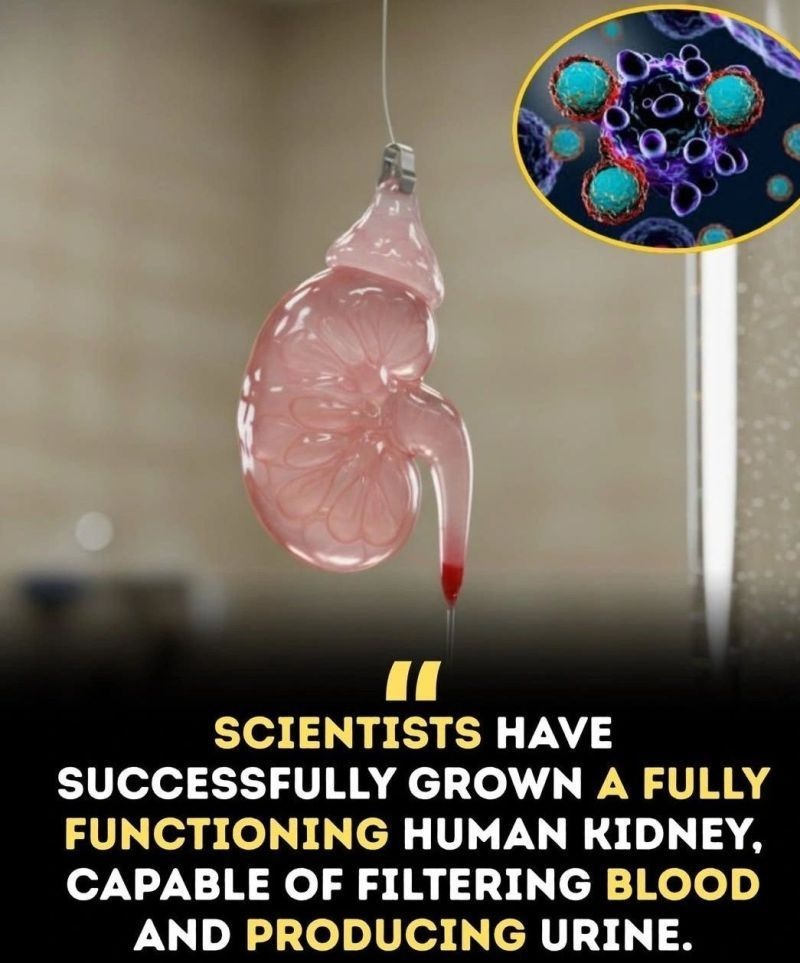 “
SCIENTISTS HAVE
SUCCESSFULLY GROWN A FULLY
FUNCTIONING HUMAN KIDNEY,
CAPABLE OF FILTERING BLOOD
AND PRODUCING URINE.